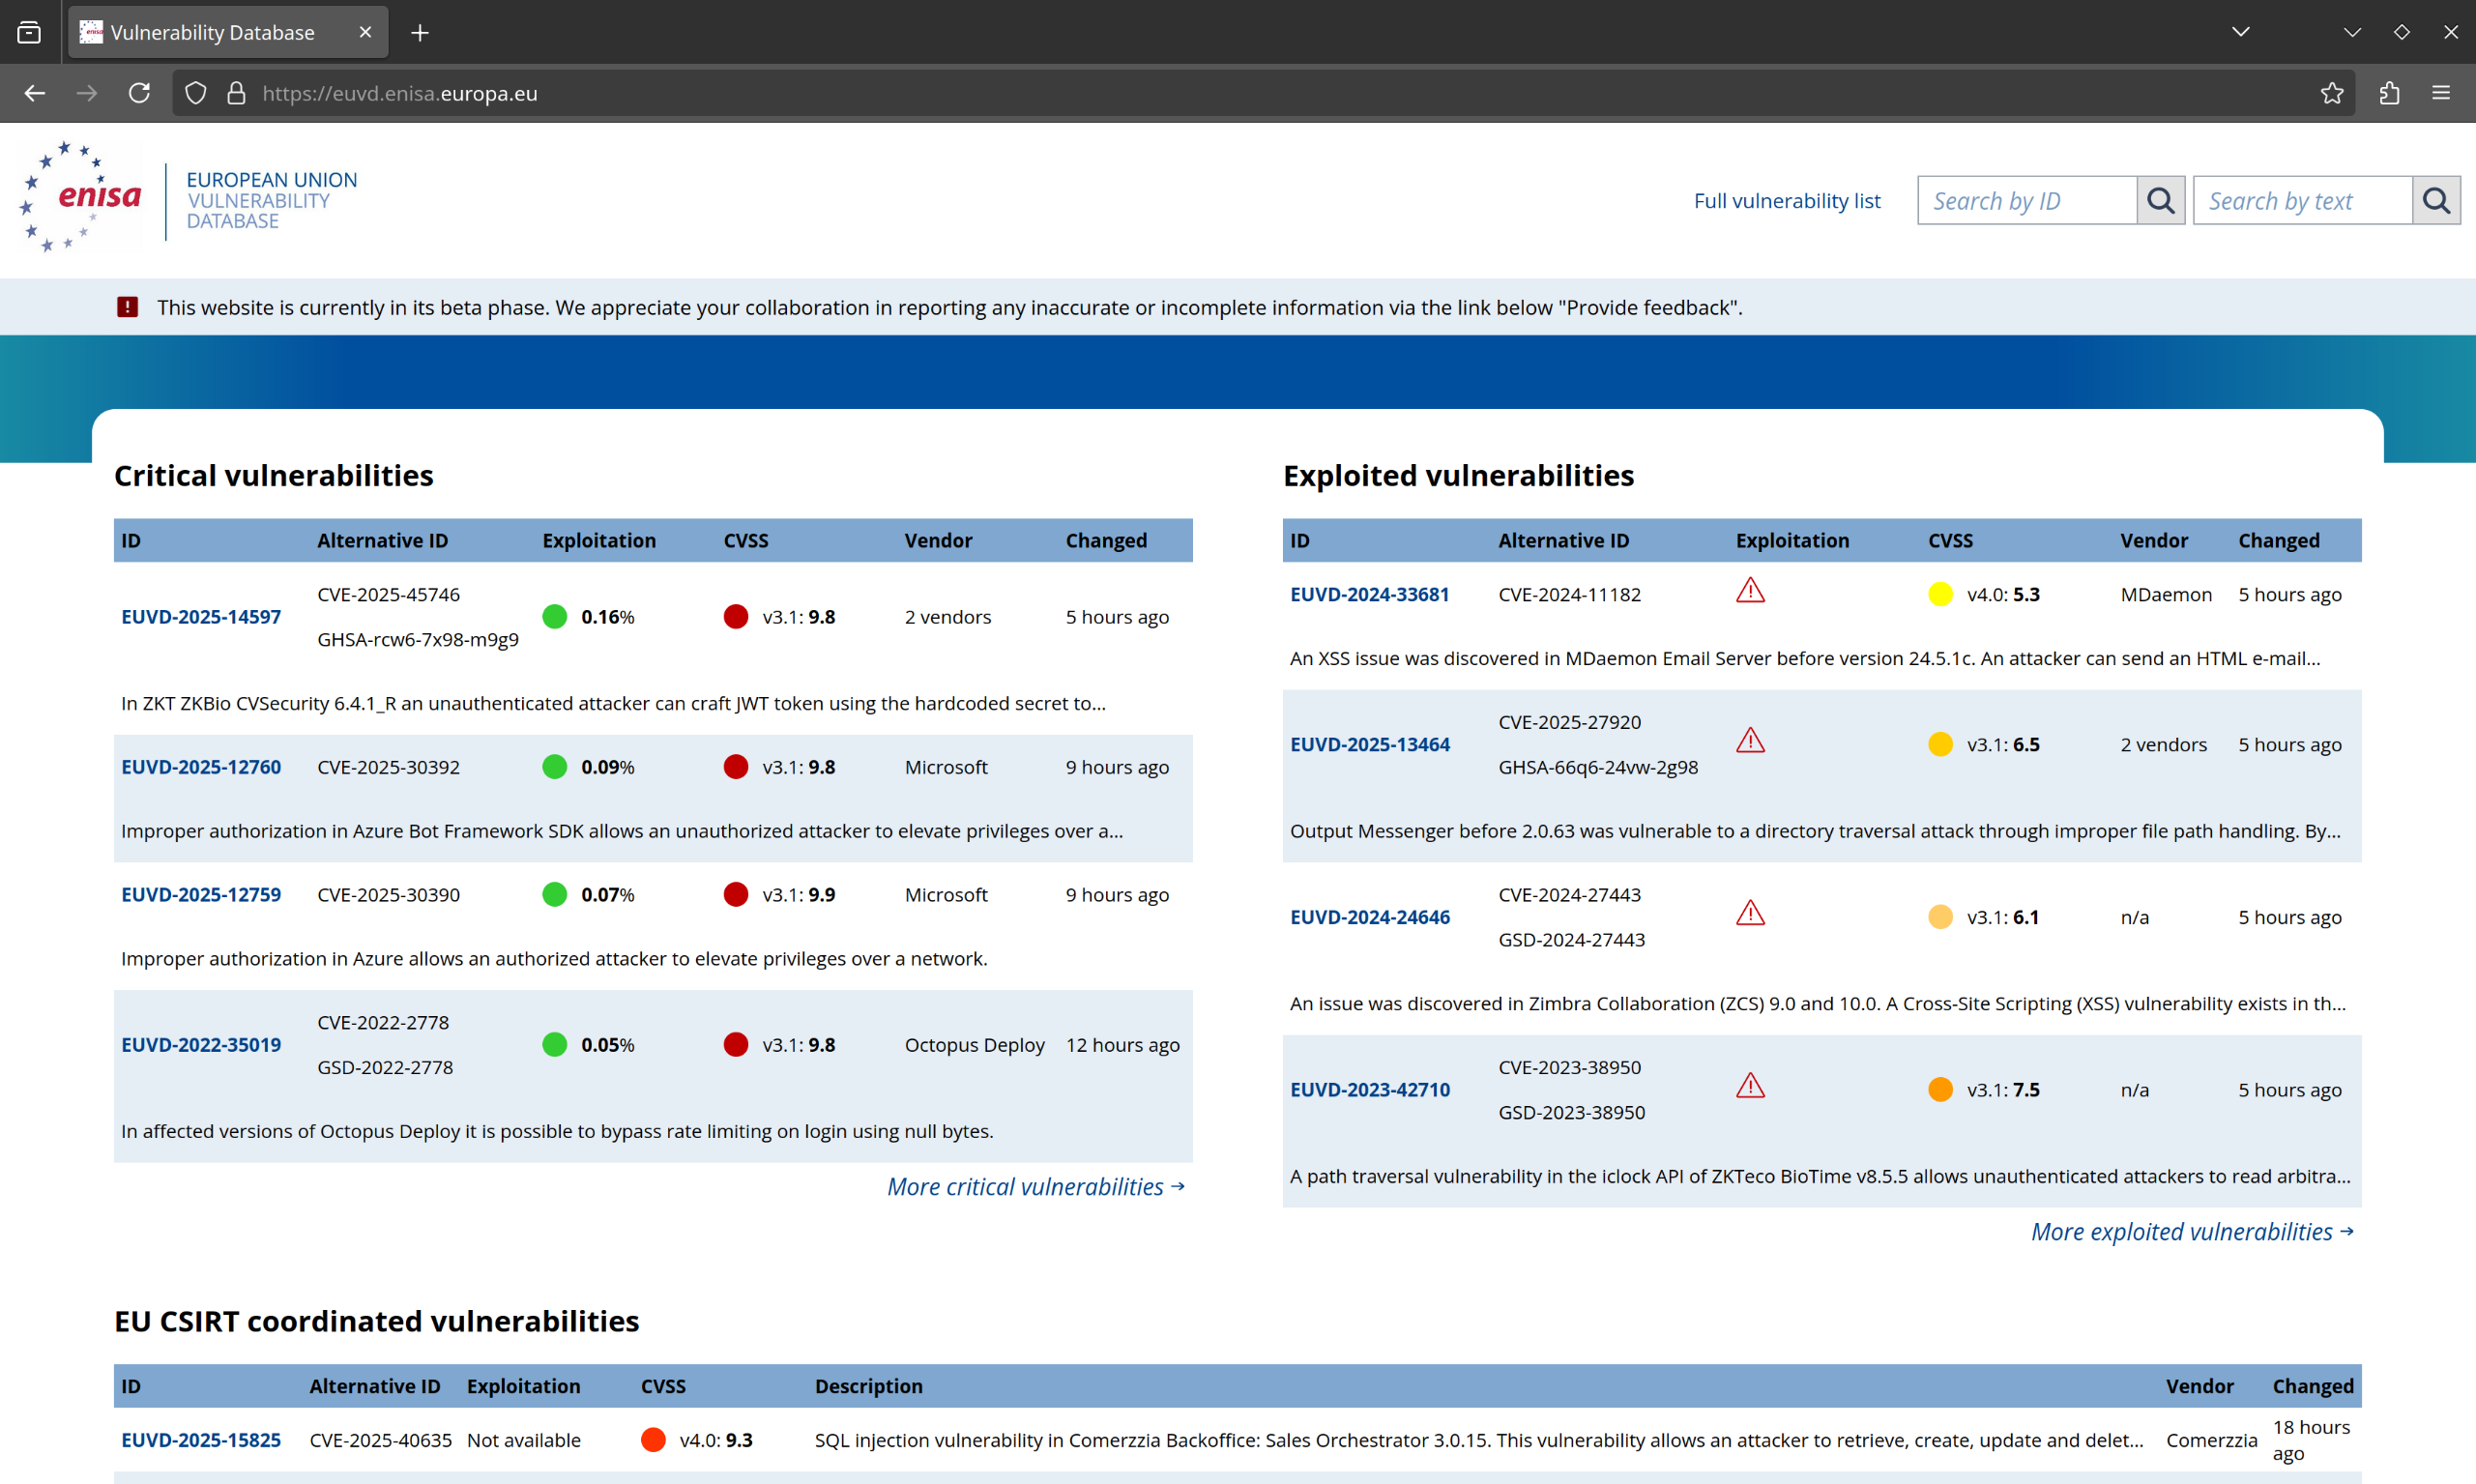 Vulnerability Database
https://euvd.enisa.europa.eu
enisa
EUROPEAN UNION
VULNERABILITY
DATABASE
Full vulnerability list
Search by ID
Search by text
This website is currently in its beta phase. We appreciate your collaboration in reporting any inaccurate or incomplete information via the link below "Provide feedback".
Critical vulnerabilities
ID Alternative ID Exploitation CVSS Vendor Changed
EUVD-2025-14597 CVE-2025-45746 GHSA-rcw6-7x98-m9g9 0.16% v3.1: 9.8 2 vendors 5 hours ago
In ZKT ZKBio CVSecurity 6.4.1_R an unauthenticated attacker can craft JWT token using the hardcoded secret to...
EUVD-2025-12760 CVE-2025-30392 0.09% v3.1: 9.8 Microsoft 9 hours ago
Improper authorization in Azure Bot Framework SDK allows an unauthorized attacker to elevate privileges over a...
EUVD-2025-12759 CVE-2025-30390 0.07% v3.1: 9.9 Microsoft 9 hours ago
Improper authorization in Azure allows an authorized attacker to elevate privileges over a network.
EUVD-2022-35019 CVE-2022-2778 GSD-2022-2778 0.05% v3.1: 9.8 Octopus Deploy 12 hours ago
In affected versions of Octopus Deploy it is possible to bypass rate limiting on login using null bytes.
More critical vulnerabilities →
Exploited vulnerabilities
ID Alternative ID Exploitation CVSS Vendor Changed
EUVD-2024-33681 CVE-2024-11182 v4.0: 5.3 MDaemon 5 hours ago
An XSS issue was discovered in MDaemon Email Server before version 24.5.1c. An attacker can send an HTML e-mail...
EUVD-2025-13464 CVE-2025-27920 GHSA-66q6-24vw-2g98 v3.1: 6.5 2 vendors 5 hours ago
Output Messenger before 2.0.63 was vulnerable to a directory traversal attack through improper file path handling. By...
EUVD-2024-24646 CVE-2024-27443 GSD-2024-27443 v3.1: 6.1 n/a 5 hours ago
An issue was discovered in Zimbra Collaboration (ZCS) 9.0 and 10.0. A Cross-Site Scripting (XSS) vulnerability exists in th...
EUVD-2023-42710 CVE-2023-38950 GSD-2023-38950 v3.1: 7.5 n/a 5 hours ago
A path traversal vulnerability in the iclock API of ZKTeco BioTime v8.5.5 allows unauthenticated attackers to read arbitra...
More exploited vulnerabilities →
EU CSIRT coordinated vulnerabilities
ID Alternative ID Exploitation CVSS Description Vendor Changed
EUVD-2025-15825 CVE-2025-40635 Not available v4.0: 9.3 SQL injection vulnerability in Comerzzia Backoffice: Sales Orchestrator 3.0.15. This vulnerability allows an attacker to retrieve, create, update and delet... Comerzzia 18 hours ago